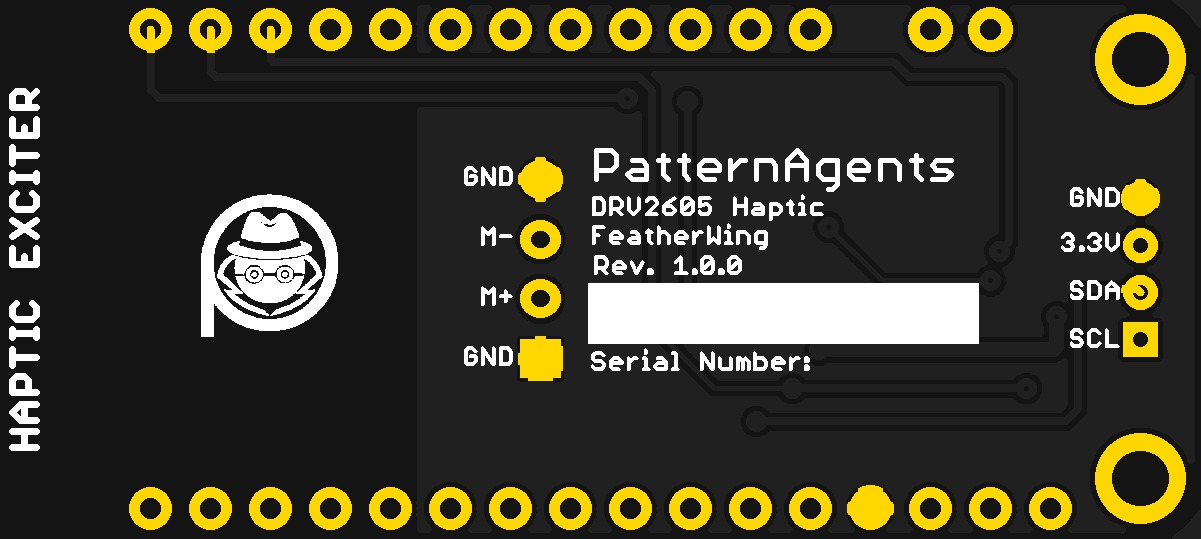 HAPTIC EXCITER
GND
M-
M+
GND
PatternAgents
DRV2605 Haptic
FeatherWing
Rev. 1.0.0
Serial Number:
GND
3.3V
SDA
SCL